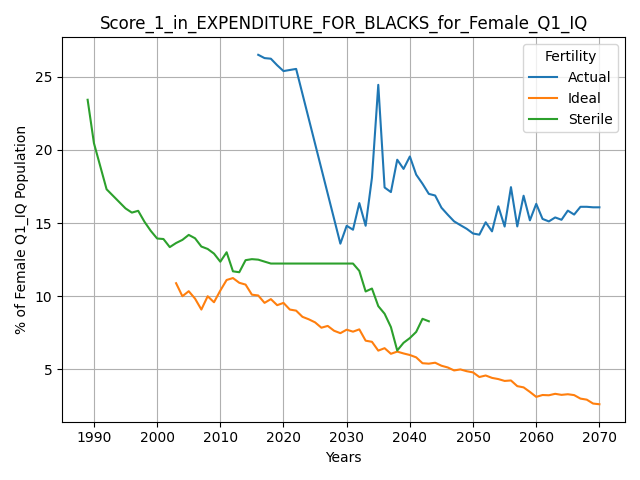 Score_1_in_EXPENDITURE_FOR_BLACKS_for_Female_Q1_IQ
Fertility
Actual
Ideal
Sterile
% of Female Q1_IQ Population
25
20
15
10
5
1990 2000 2010 2020 2030 2040 2050 2060 2070
Years